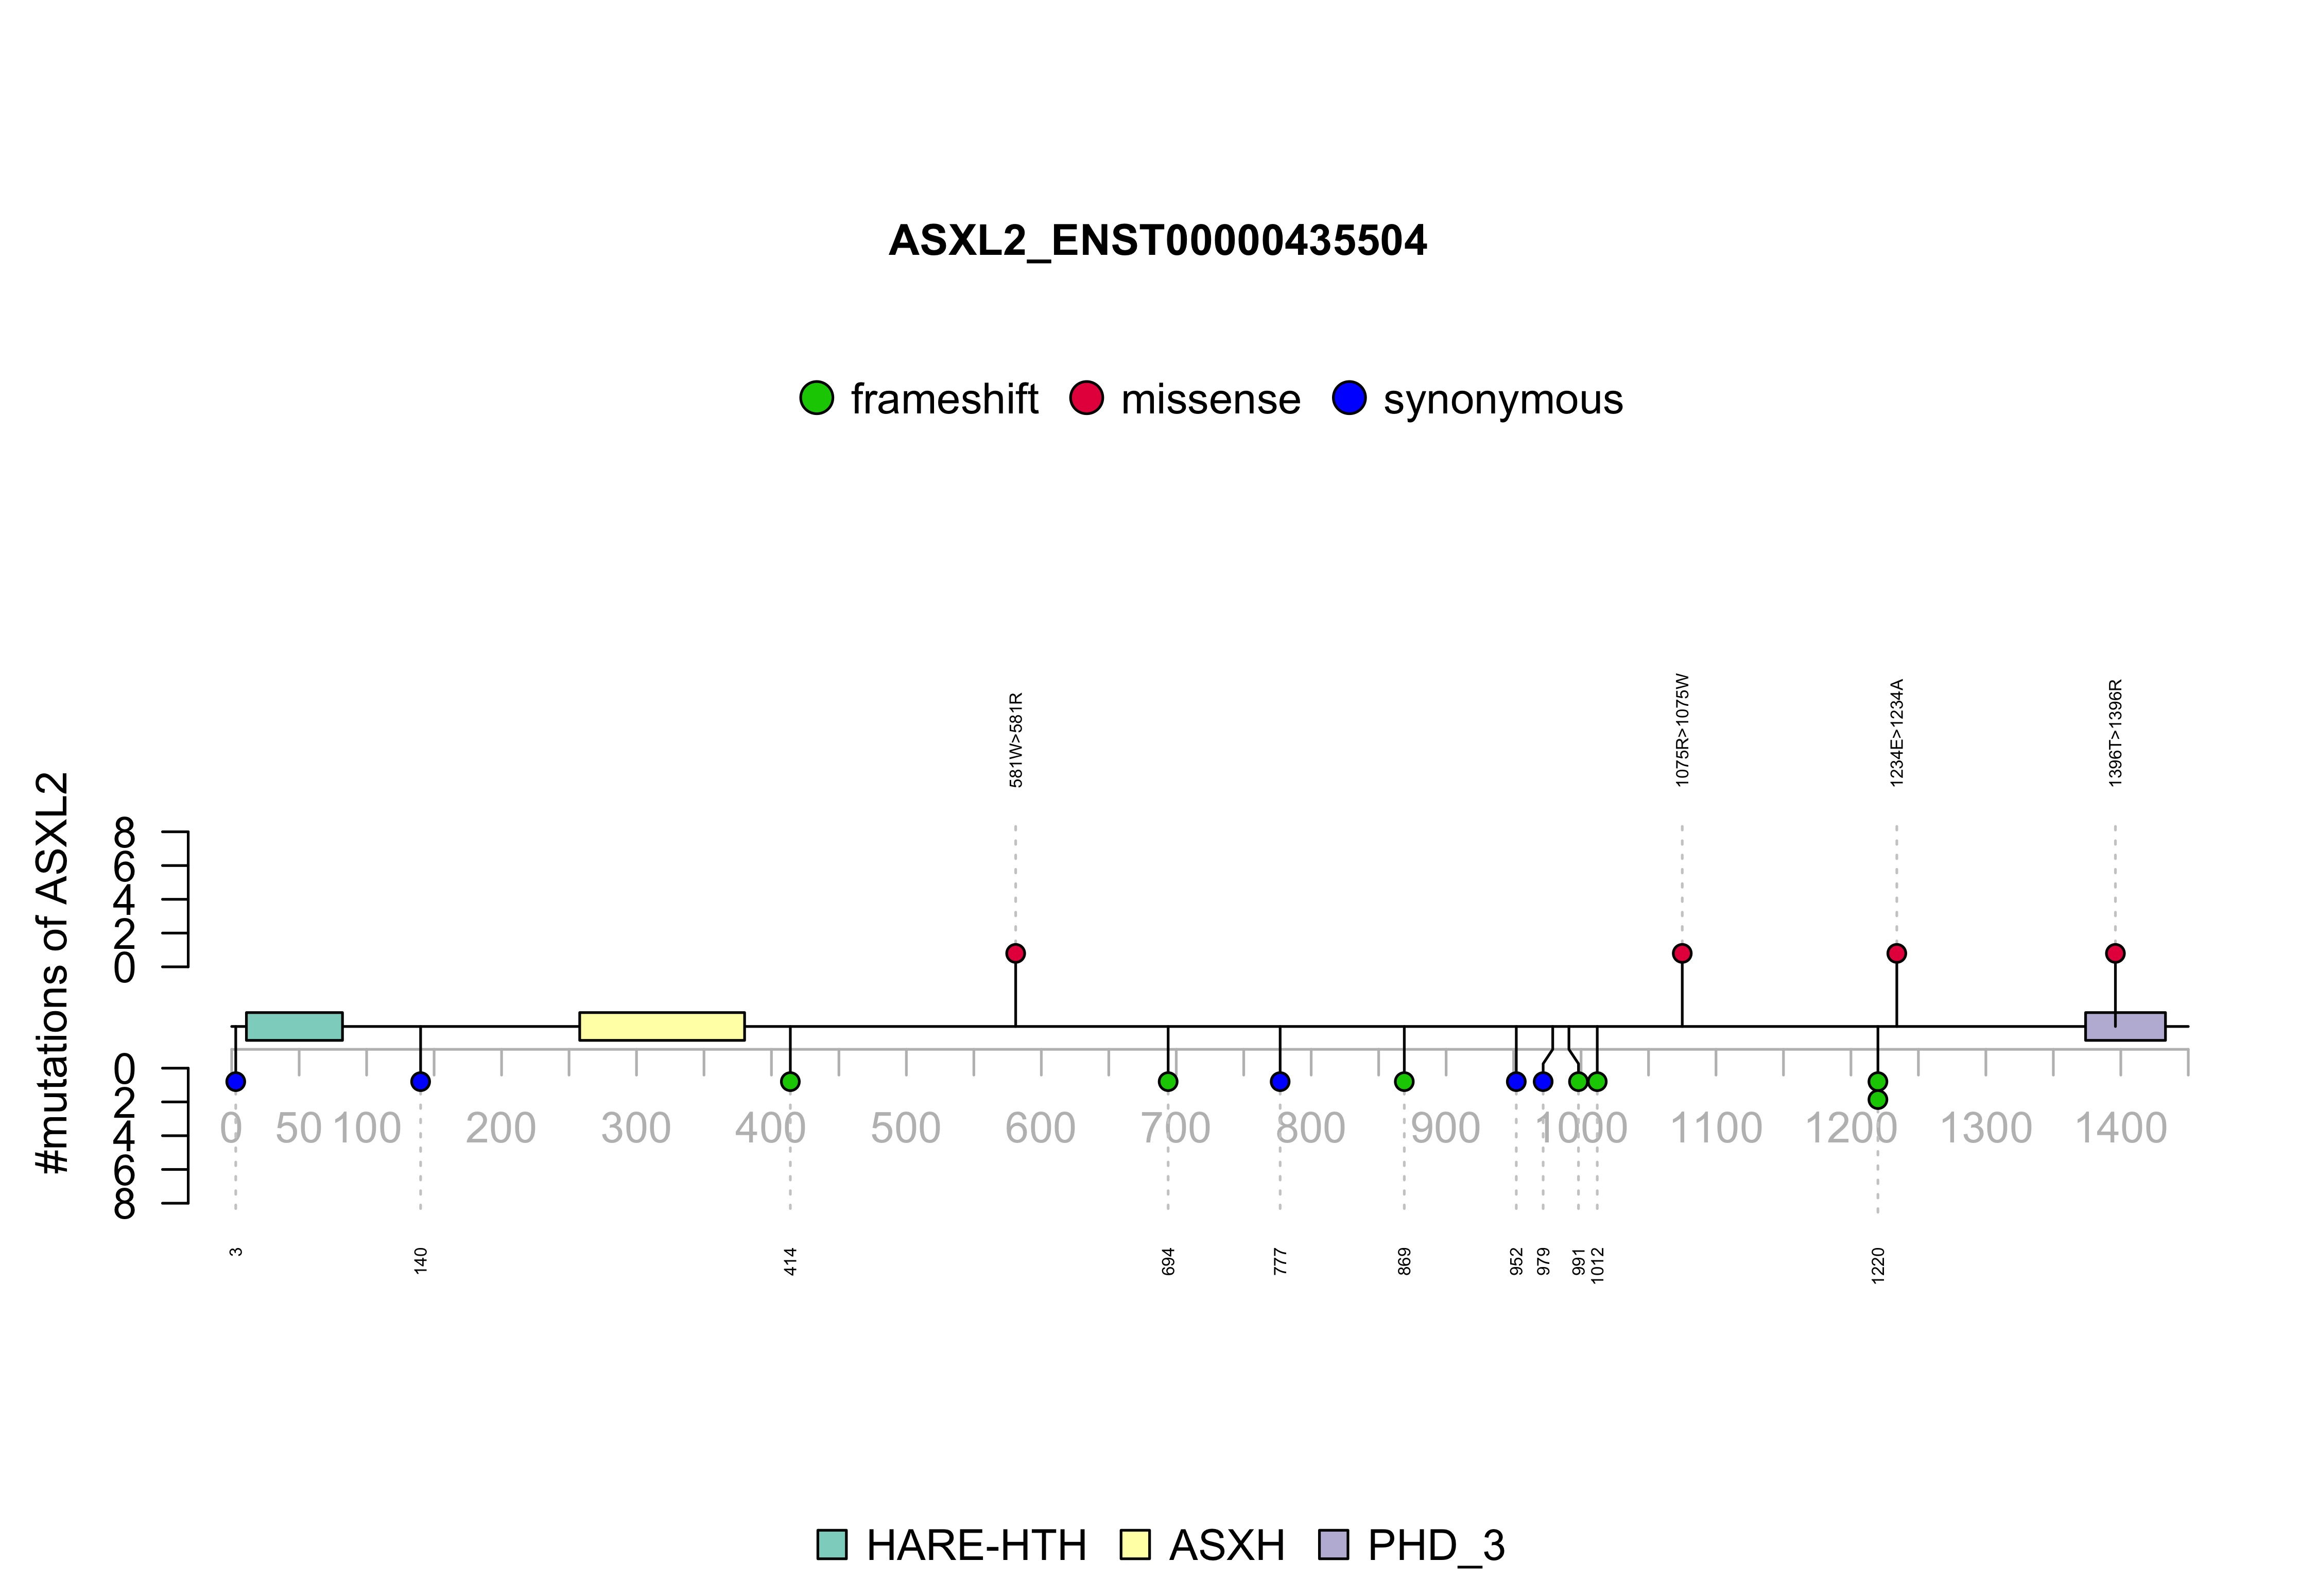 ASXL2_ENST00000435504
frameshift missense synonymous
581W>581R
1075R>1075W
1234E>1234A
1396T>1396R
#mutations of ASXL2
8
6
4
2
0
0
2
4
6
8
0 50 100 200 300 400 500 600 700 800 900 1000 1100 1200 1300 1400
3 140 414 694 777 869 952 979 991 1012 1220
HARE-HTH ASXH PHD_3